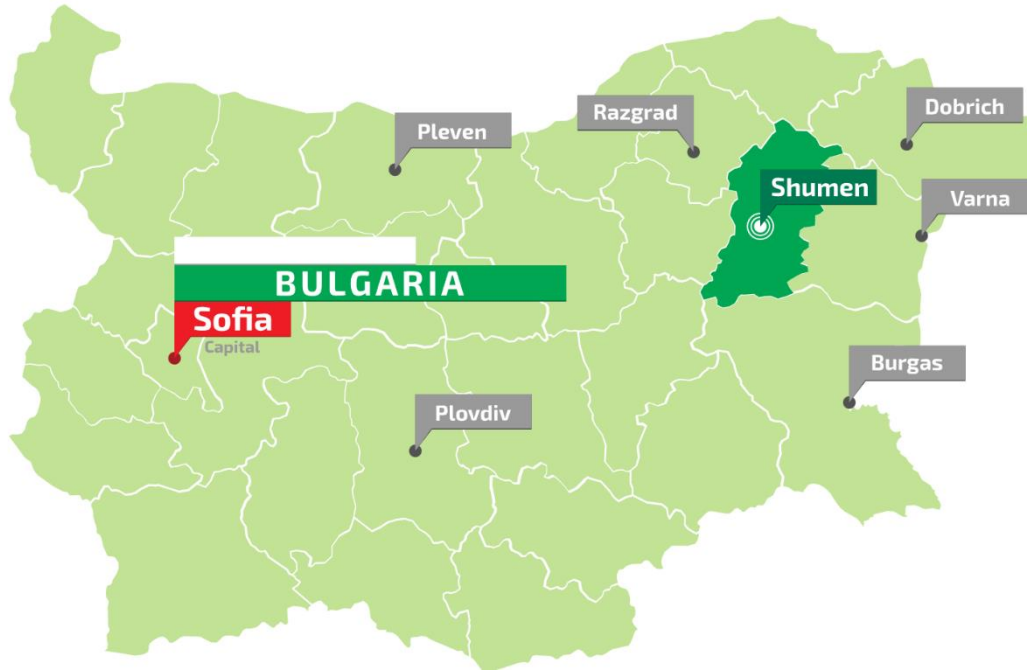 Razgrad
Dobrich
Pleven
Shumen
Varna
BULGARIA
Sofia
Capital
Burgas
Plovdiv